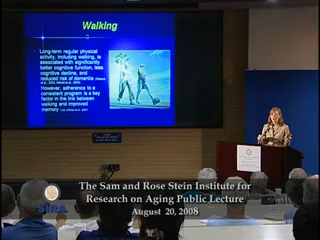 Walking
• Long-term regular physical
activity, including walking, is
associated with significantly
better cognitive function, less
cognitive decline, and
reduced risk of dementia
• However, adherence to a
consistent program is a key
factor in the link between
walking and improved
memory
The Sam and Rose Stein Institute for
Research on Aging Public Lecture
August 20, 2008